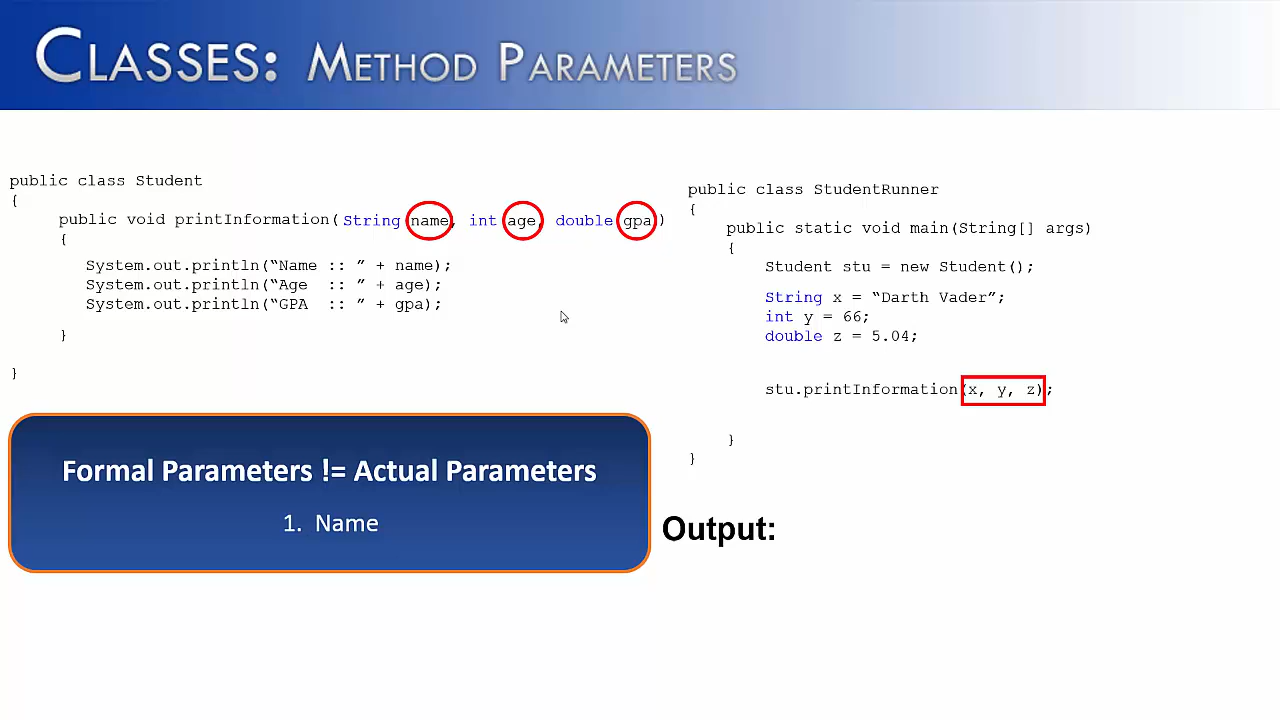 CLASSES: METHOD PARAMETERS
public class Student
{
public void printInformation(String name, int age, double gpa)
{
System.out.println(“Name :: ” + name);
System.out.println(“Age :: ” + age);
System.out.println(“GPA :: ” + gpa);
}
}
public class StudentRunner
{
public static void main(String[] args)
{
Student stu = new Student();
String x = “Darth Vader”;
int y = 66;
double z = 5.04;
stu.printInformation(x, y, z);
}
}
Formal Parameters != Actual Parameters
1. Name
Output: